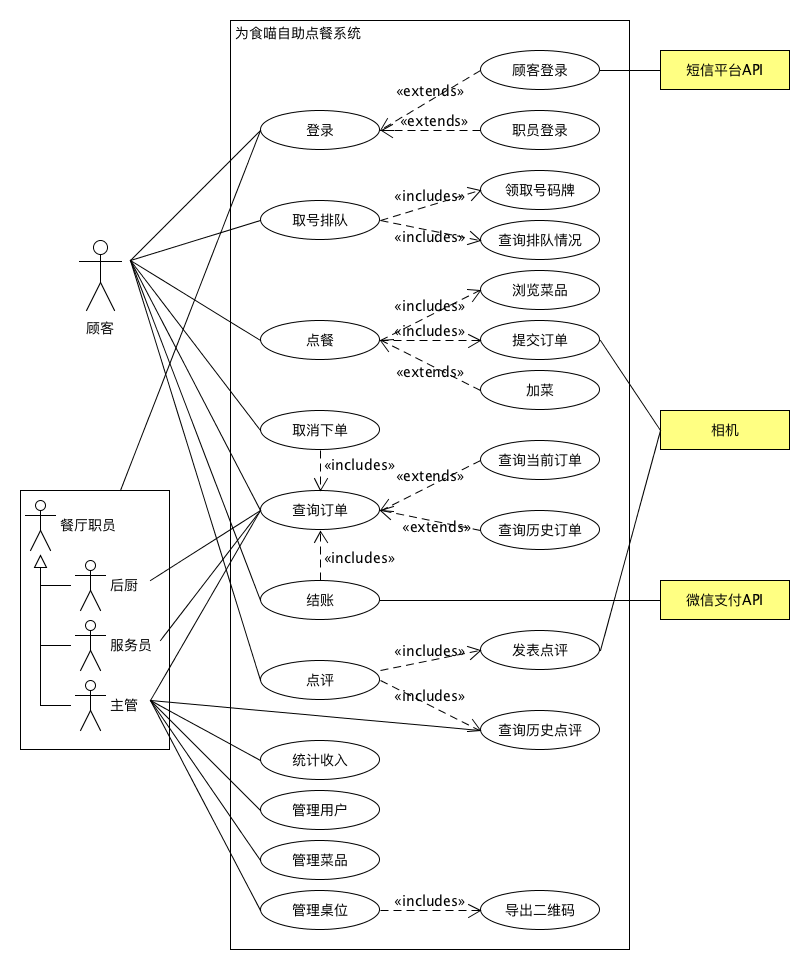 为食喵自助点餐系统
顾客登录
短信平台API
«extends»
登录
«extends»
职员登录
领取号码牌
«includes»
取号排队
«includes»
查询排队情况
顾客
浏览菜品
«includes»
点餐
«includes»
提交订单
«extends»
加菜
取消下单
相机
«includes»
查询当前订单
«extends»
查询订单
餐厅职员
«extends»
查询历史订单
«includes»
后厨
结账
微信支付API
服务员
«includes»
发表点评
点评
«includes»
主管
查询历史点评
统计收入
管理用户
管理菜品
«includes»
管理桌位
导出二维码